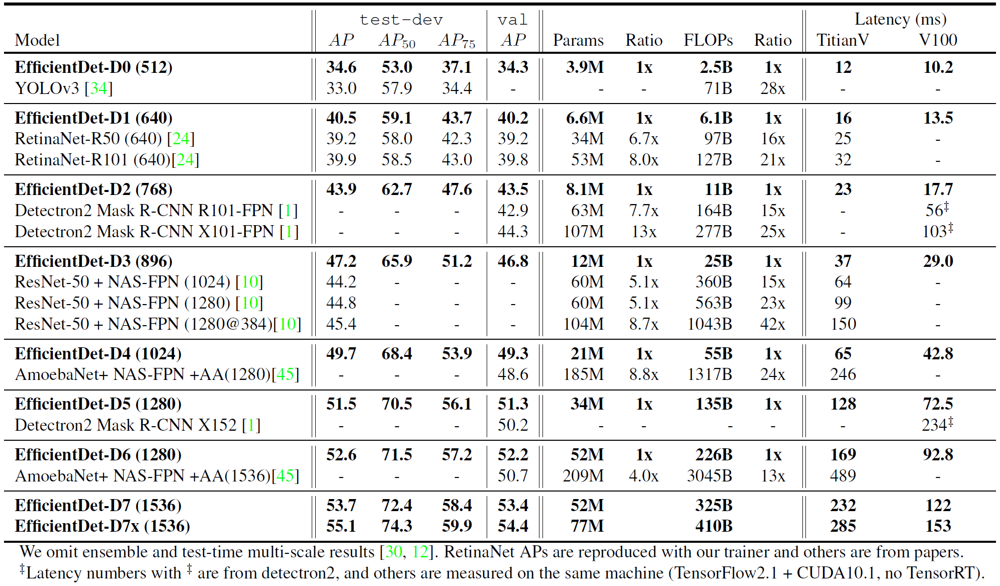 test-dev val Latency (ms)
Model AP AP50 AP75 AP Params Ratio FLOPs Ratio TitianV V100
EfficientDet-D0 (512) 34.6 53.0 37.1 34.3 3.9M 1x 2.5B 1x 12 10.2
YOLOv3 [34] 33.0 57.9 34.4 - - - 71B 28x - -
EfficientDet-D1 (640) 40.5 59.1 43.7 40.2 6.6M 1x 6.1B 1x 16 13.5
RetinaNet-R50 (640) [24] 39.2 58.0 42.3 39.2 34M 6.7x 97B 16x 25 -
RetinaNet-R101 (640)[24] 39.9 58.5 43.0 39.8 53M 8.0x 127B 21x 32 -
EfficientDet-D2 (768) 43.9 62.7 47.6 43.5 8.1M 1x 11B 1x 23 17.7
Detectron2 Mask R-CNN R101-FPN [1] - - - 42.9 63M 7.7x 164B 15x - 56‡
Detectron2 Mask R-CNN X101-FPN [1] - - - 44.3 107M 13x 277B 25x - 103‡
EfficientDet-D3 (896) 47.2 65.9 51.2 46.8 12M 1x 25B 1x 37 29.0
ResNet-50 + NAS-FPN (1024) [10] 44.2 - - - 60M 5.1x 360B 15x 64 -
ResNet-50 + NAS-FPN (1280) [10] 44.8 - - - 60M 5.1x 563B 23x 99 -
ResNet-50 + NAS-FPN (1280@384)[10] 45.4 - - - 104M 8.7x 1043B 42x 150 -
EfficientDet-D4 (1024) 49.7 68.4 53.9 49.3 21M 1x 55B 1x 65 42.8
AmoebaNet+ NAS-FPN +AA(1280)[45] - - - 48.6 185M 8.8x 1317B 24x 246 -
EfficientDet-D5 (1280) 51.5 70.5 56.1 51.3 34M 1x 135B 1x 128 72.5
Detectron2 Mask R-CNN X152 [1] - - - 50.2 - - - - - 234‡
EfficientDet-D6 (1280) 52.6 71.5 57.2 52.2 52M 1x 226B 1x 169 92.8
AmoebaNet+ NAS-FPN +AA(1536)[45] - - - 50.7 209M 4.0x 3045B 13x 489 -
EfficientDet-D7 (1536) 53.7 72.4 58.4 53.4 52M 325B 232 122
EfficientDet-D7x (1536) 55.1 74.3 59.9 54.4 77M 410B 285 153
We omit ensemble and test-time multi-scale results [30, 12]. RetinaNet APs are reproduced with our trainer and others are from papers.
‡Latency numbers with ‡ are from detectron2, and others are measured on the same machine (TensorFlow2.1 + CUDA10.1, no TensorRT).